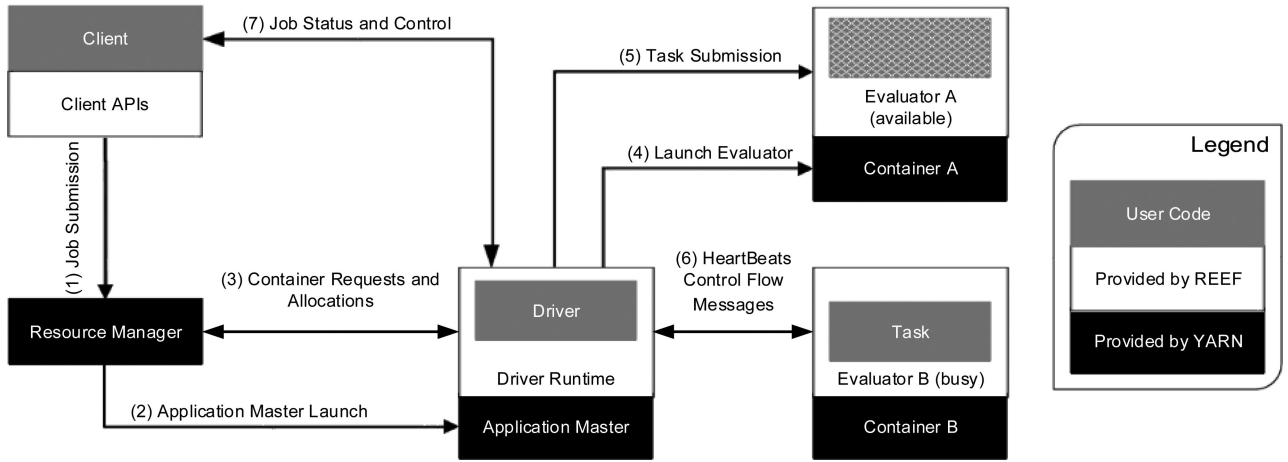 Client
Client APIs
(7) Job Status and Control
(5) Task Submission
Evaluator A
(available)
(4) Launch Evaluator
Container A
(1) Job Submission
Resource Manager
(3) Container Requests and
Allocations
Driver
Driver Runtime
Application Master
(2) Application Master Launch
(6) HeartBeats
Control Flow
Messages
Task
Evaluator B (busy)
Container B
Legend
User Code
Provided by REEF
Provided by YARN